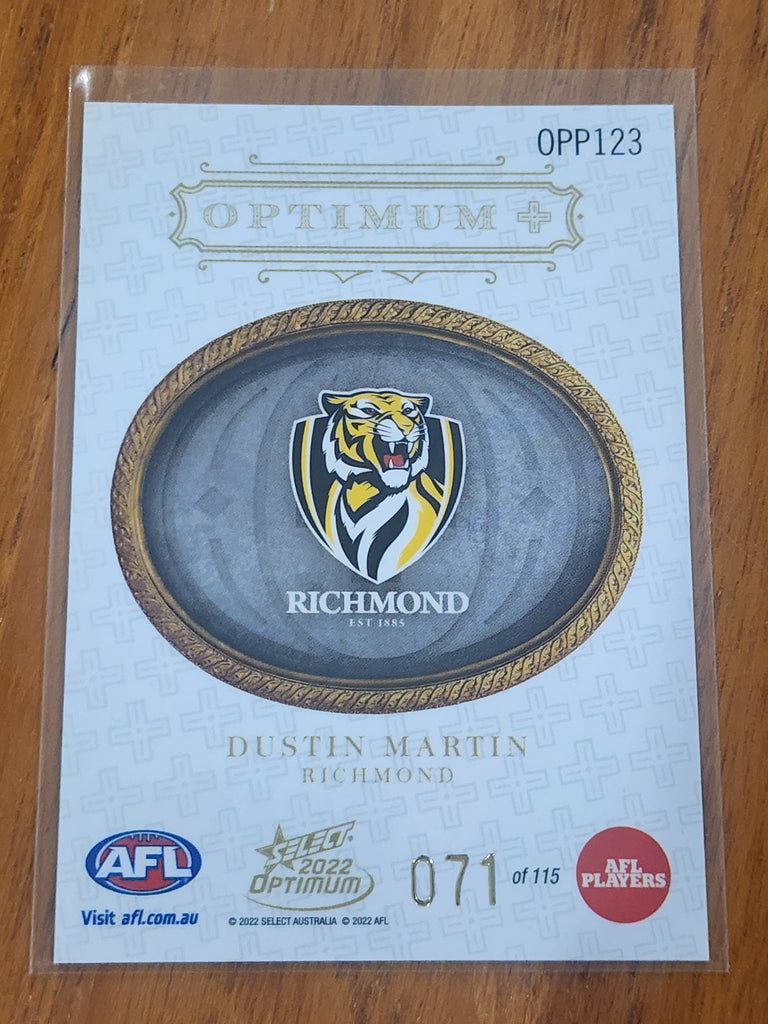 OPP123
OPTIMUM +
RICHMOND
EST 1885
DUSTIN MARTIN
RICHMOND
AFL
Visit afl.com.au
SELECT
2022
OPTIMUM
© 2022 SELECT AUSTRALIA © 2022 AFL
071 of 115
AFL
PLAYERS